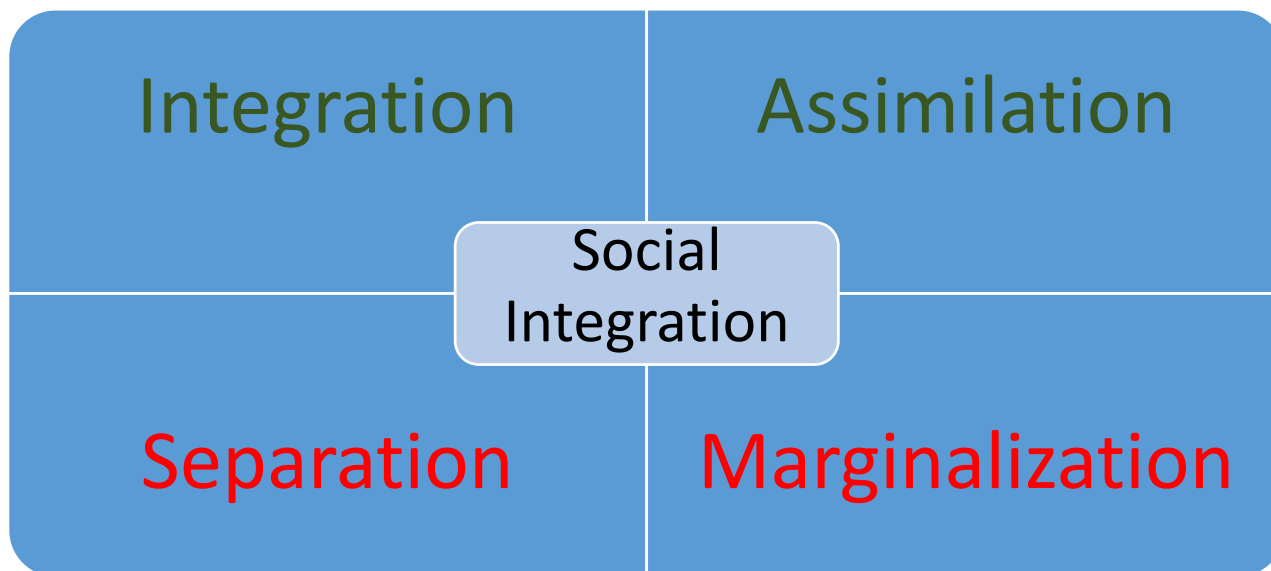 Integration
Assimilation
Social
Integration
Separation
Marginalization